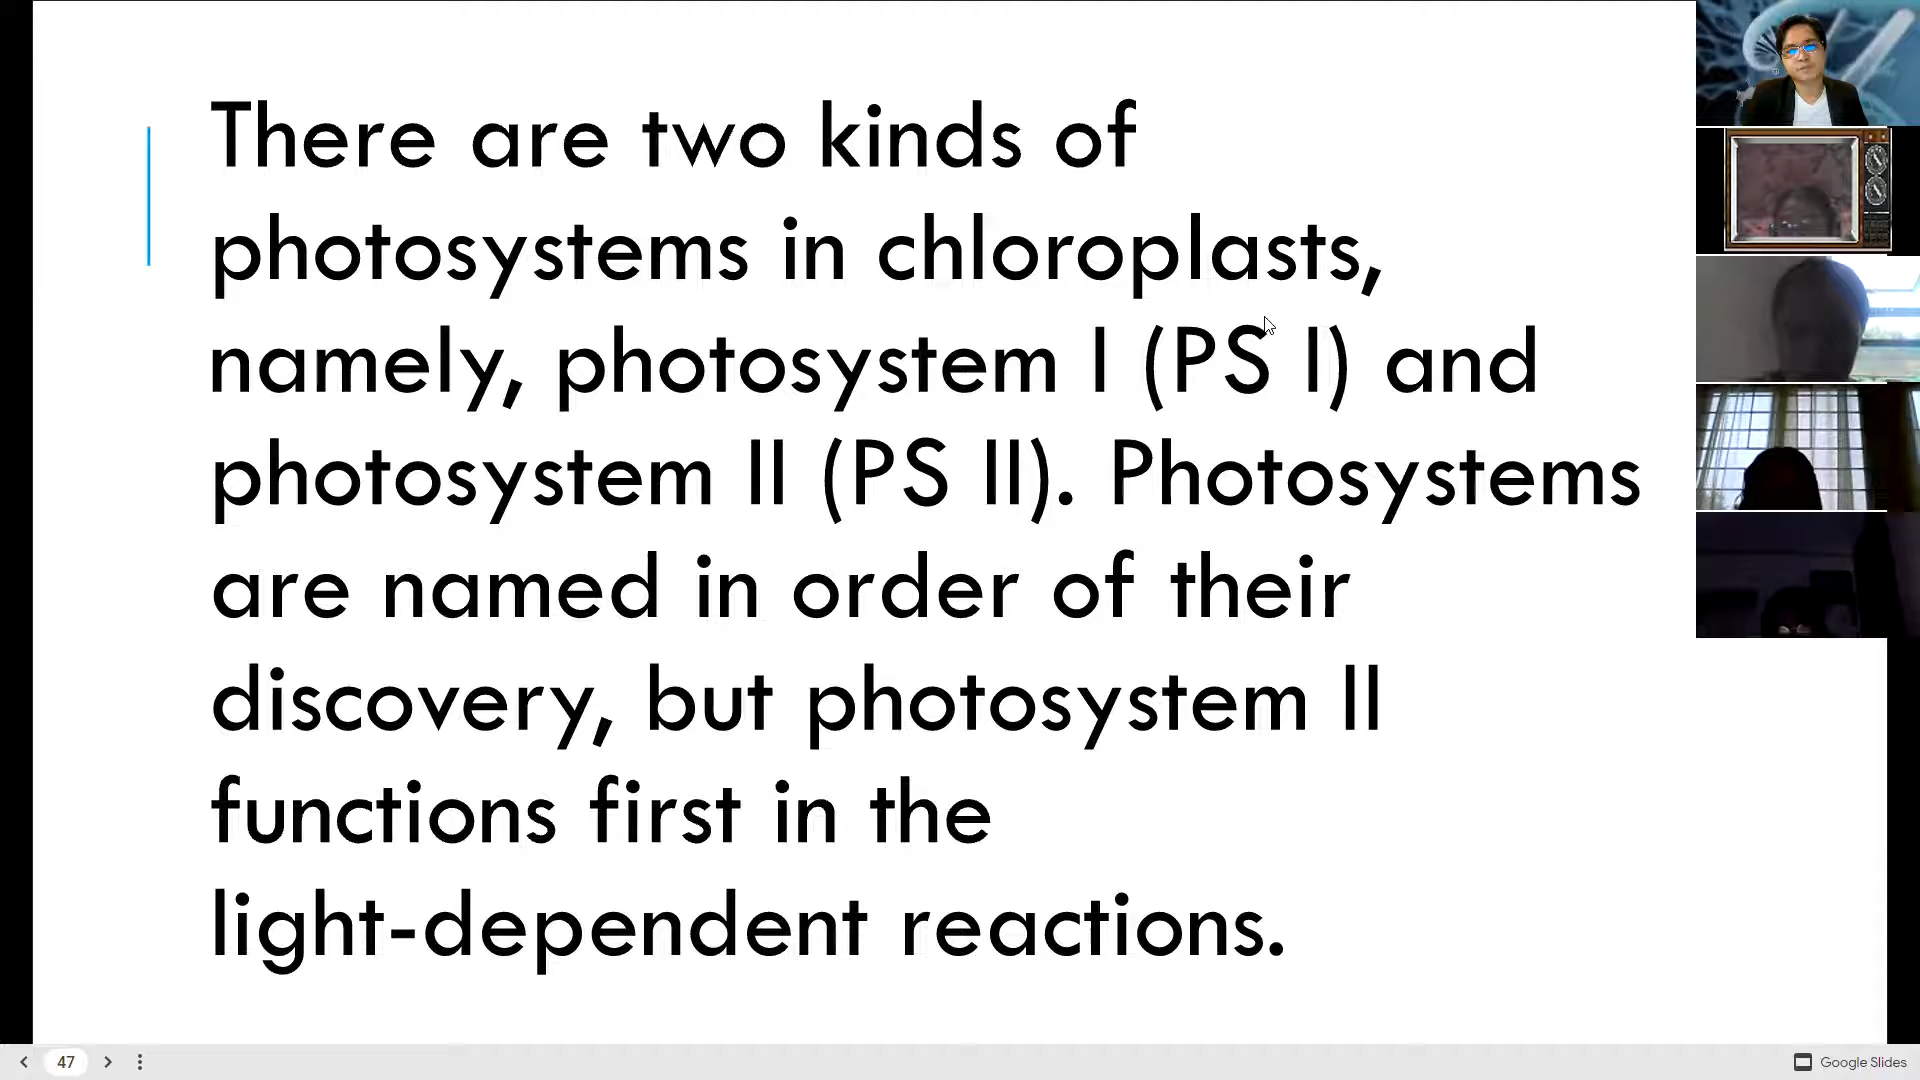 There are two kinds of
photosystems in chloroplasts,
namely, photosystem I (PS I) and
photosystem II (PS II). Photosystems
are named in order of their
discovery, but photosystem II
functions first in the
light-dependent reactions.
47
Google Slides